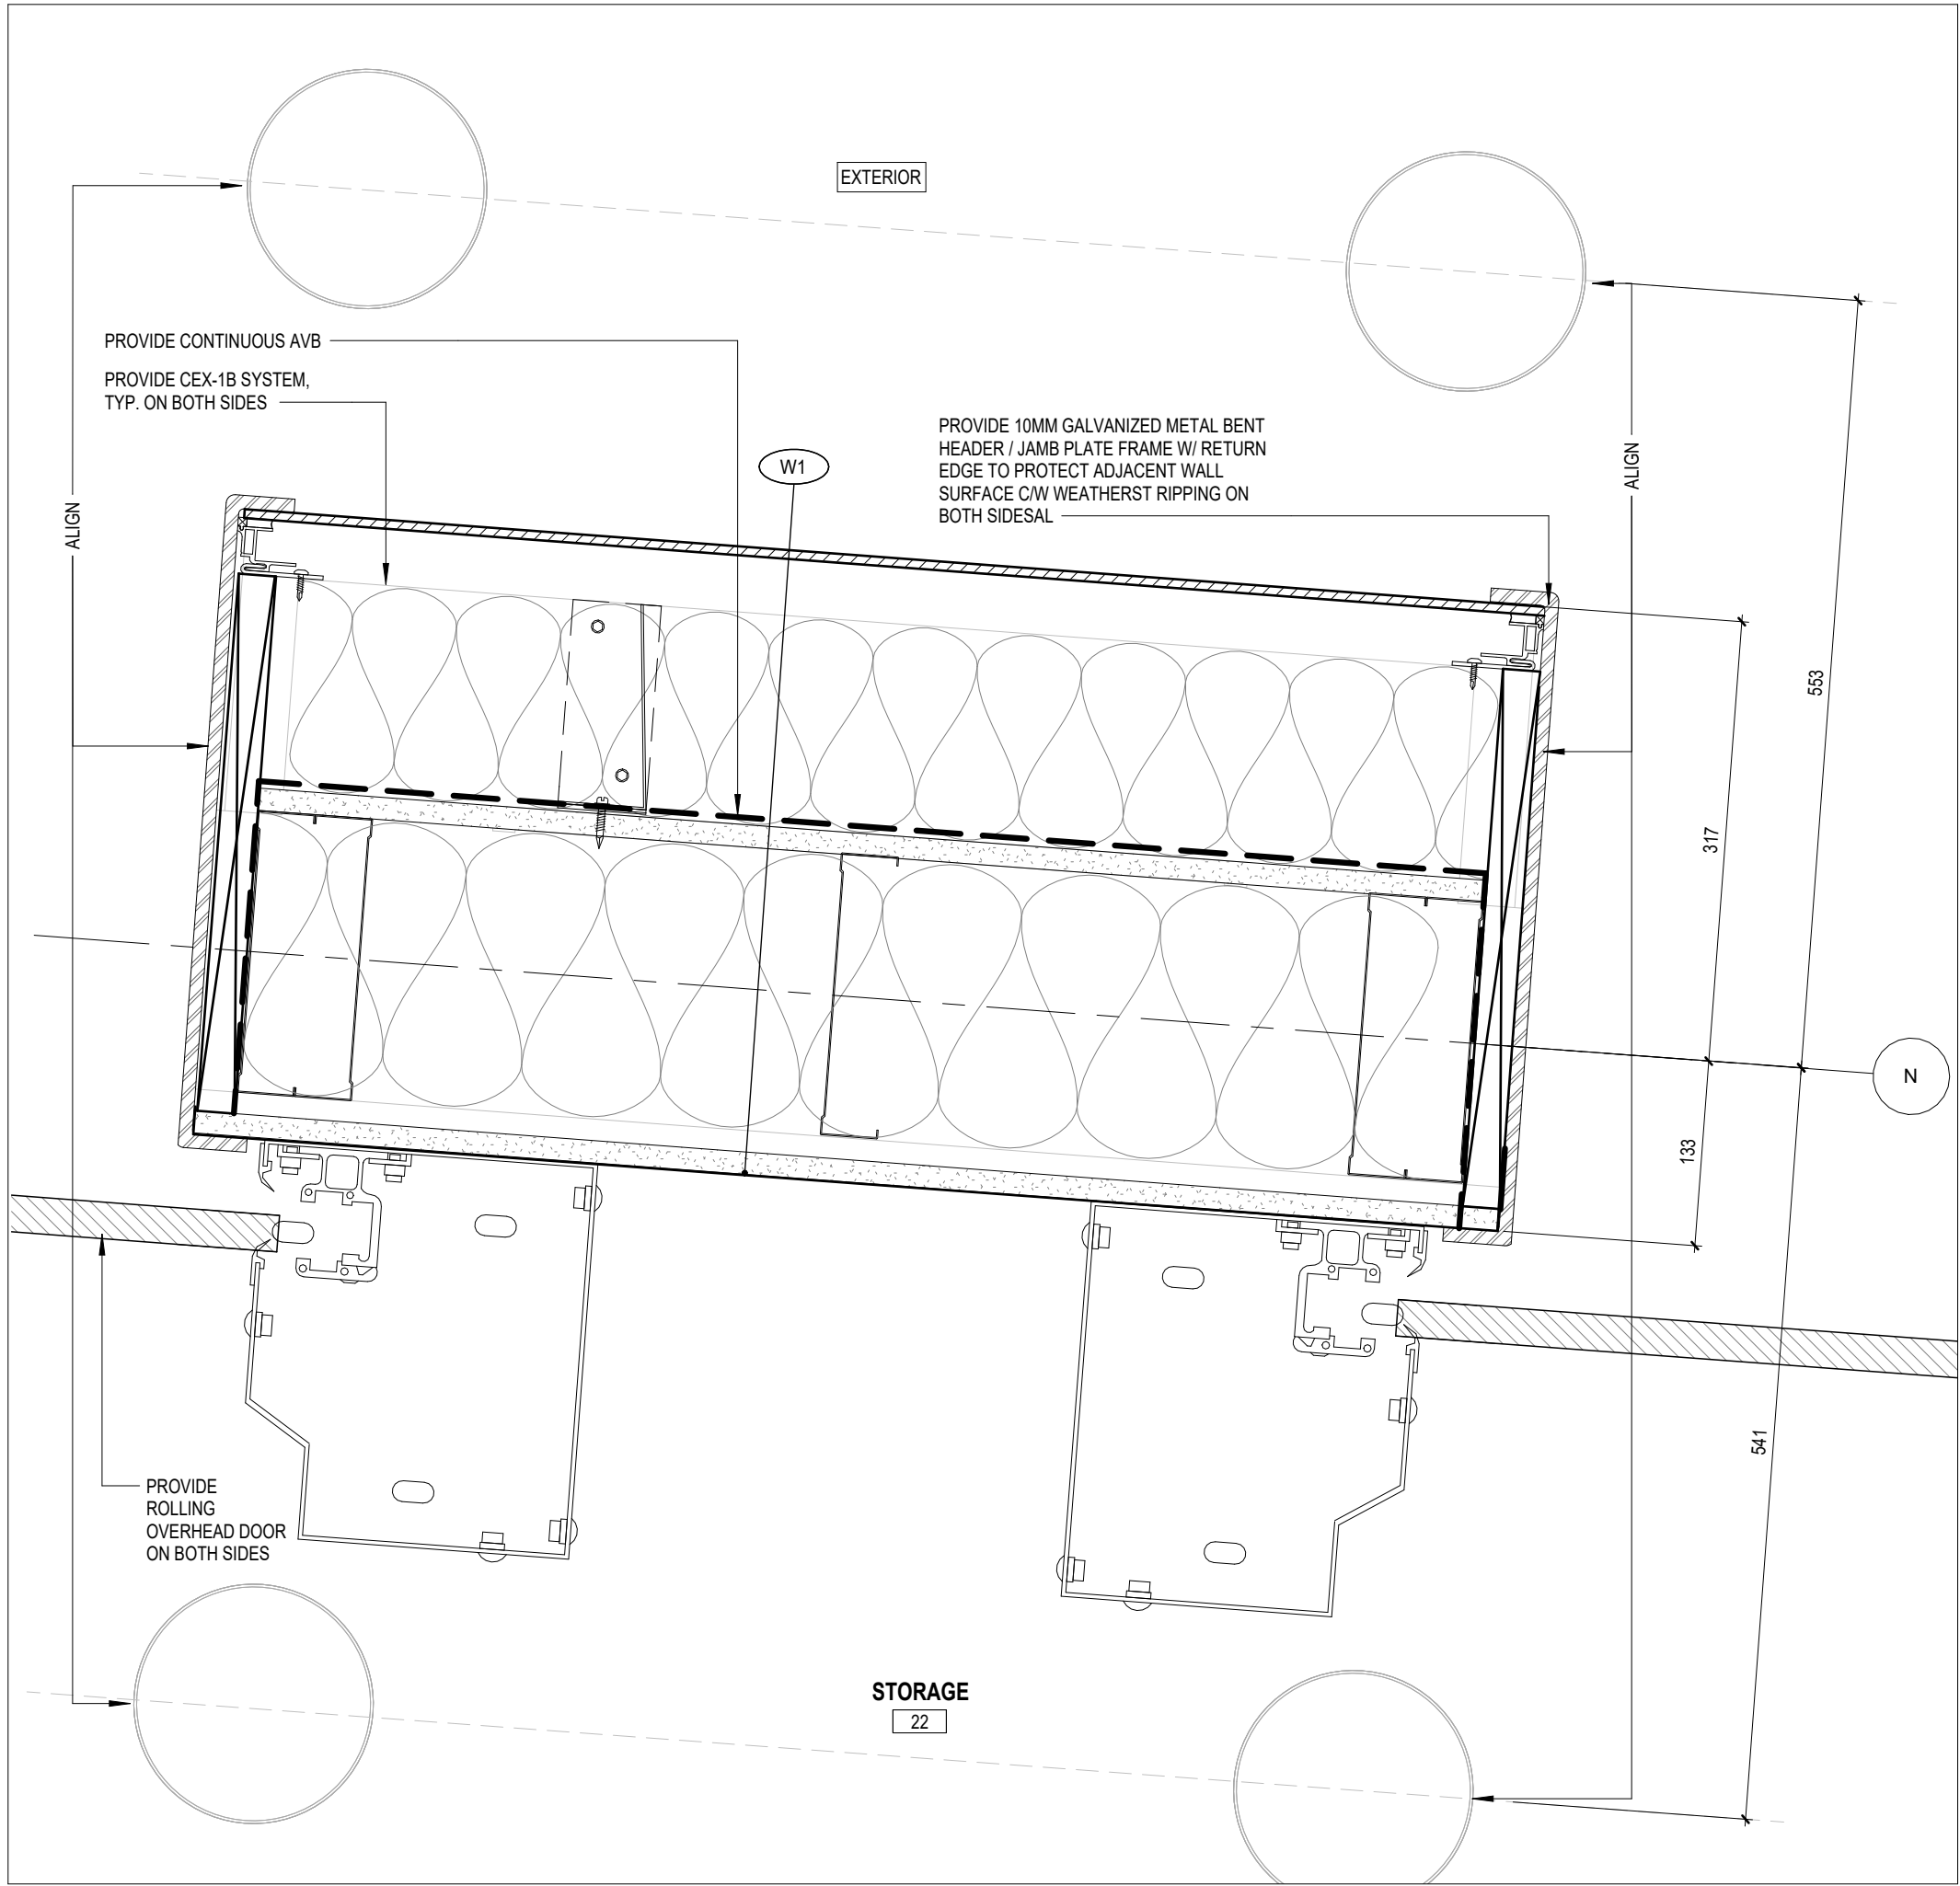 EXTERIOR
PROVIDE CONTINUOUS AVB
PROVIDE CEX-1B SYSTEM,
TYP. ON BOTH SIDES
PROVIDE 10MM GALVANIZED METAL BENT
HEADER / JAMB PLATE FRAME W/ RETURN
EDGE TO PROTECT ADJACENT WALL
SURFACE C/W WEATHERST RIPPING ON
BOTH SIDESAL
W1
ALIGN
ALIGN
553
317
N
133
541
PROVIDE
ROLLING
OVERHEAD DOOR
ON BOTH SIDES
STORAGE
22